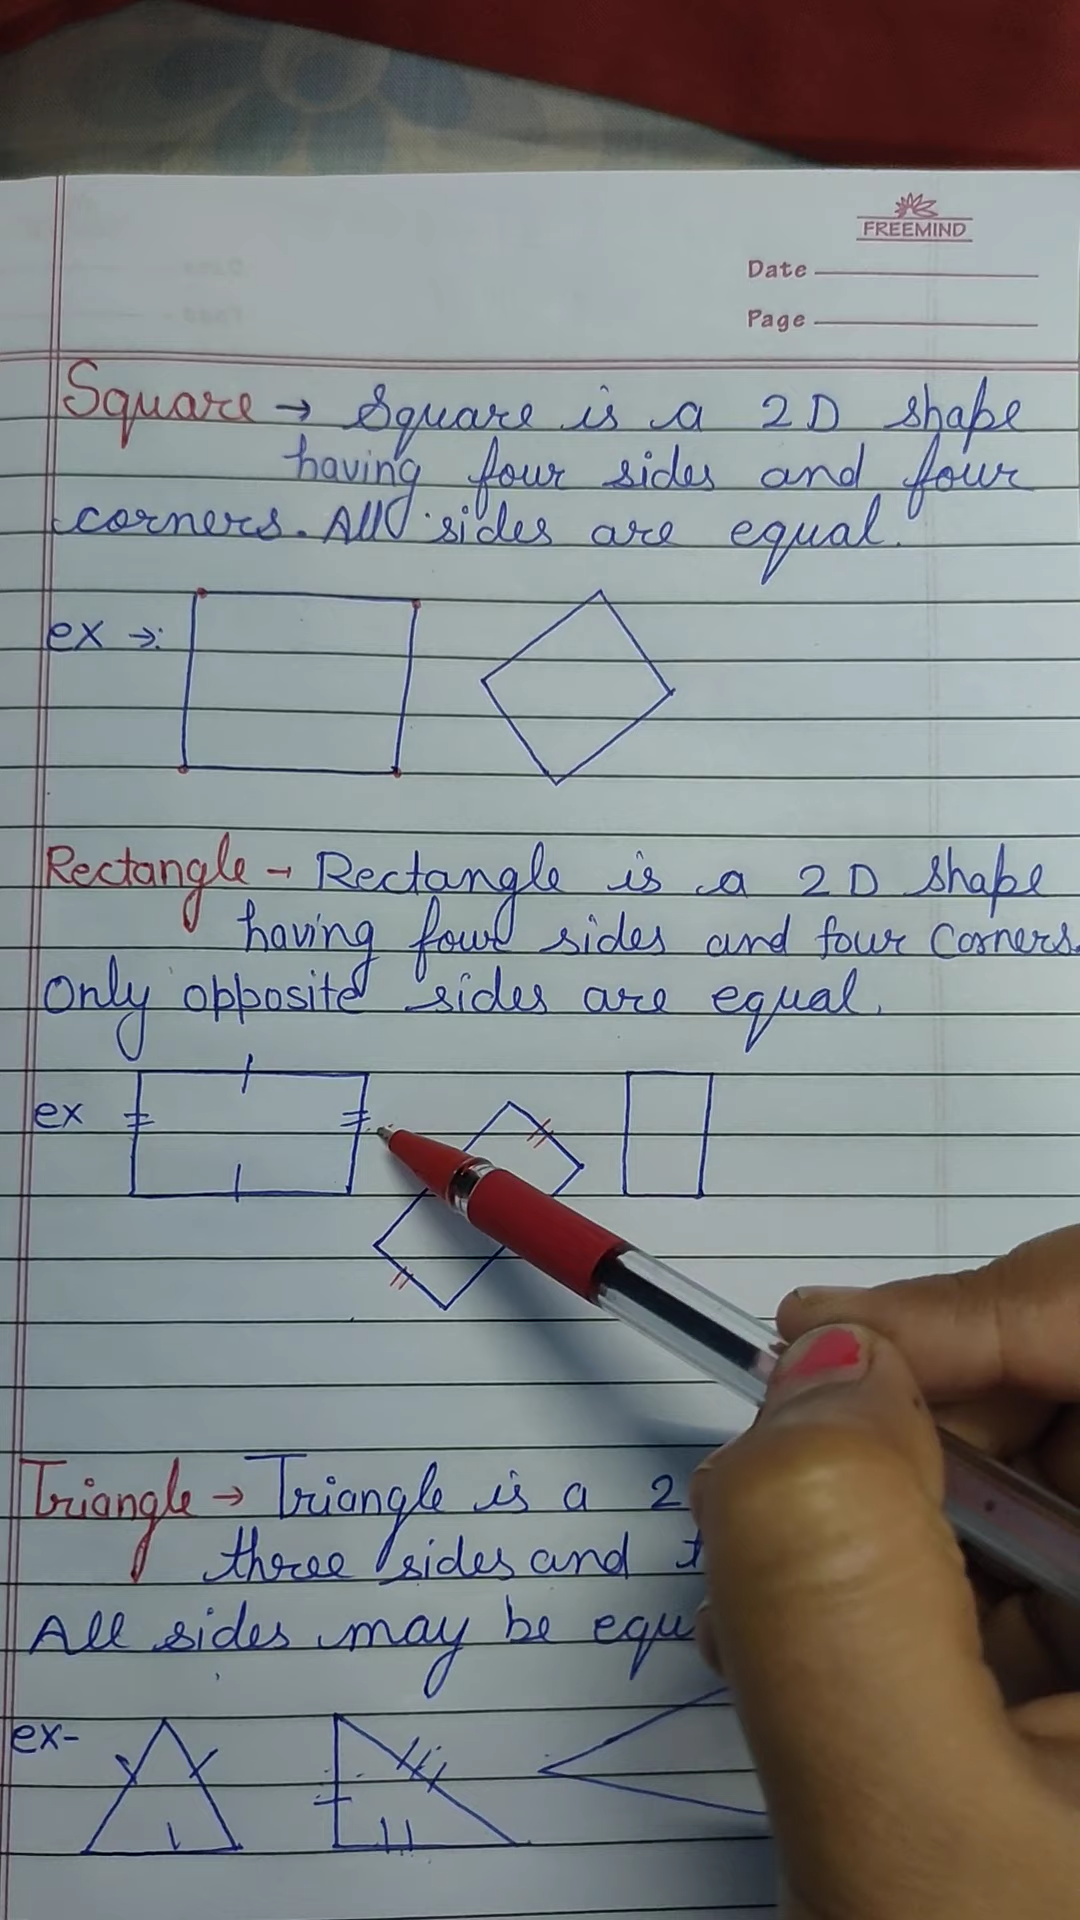 FREEMIND
Date
Page
Square → Square is a 2D shape
having four sides and four
corners. All sides are equal.
ex →:
Rectangle → Rectangle is a 2D shape
having four sides and four corners.
Only opposite sides are equal.
ex
Triangle → Triangle is a 2
three sides and
All sides may be
ex-